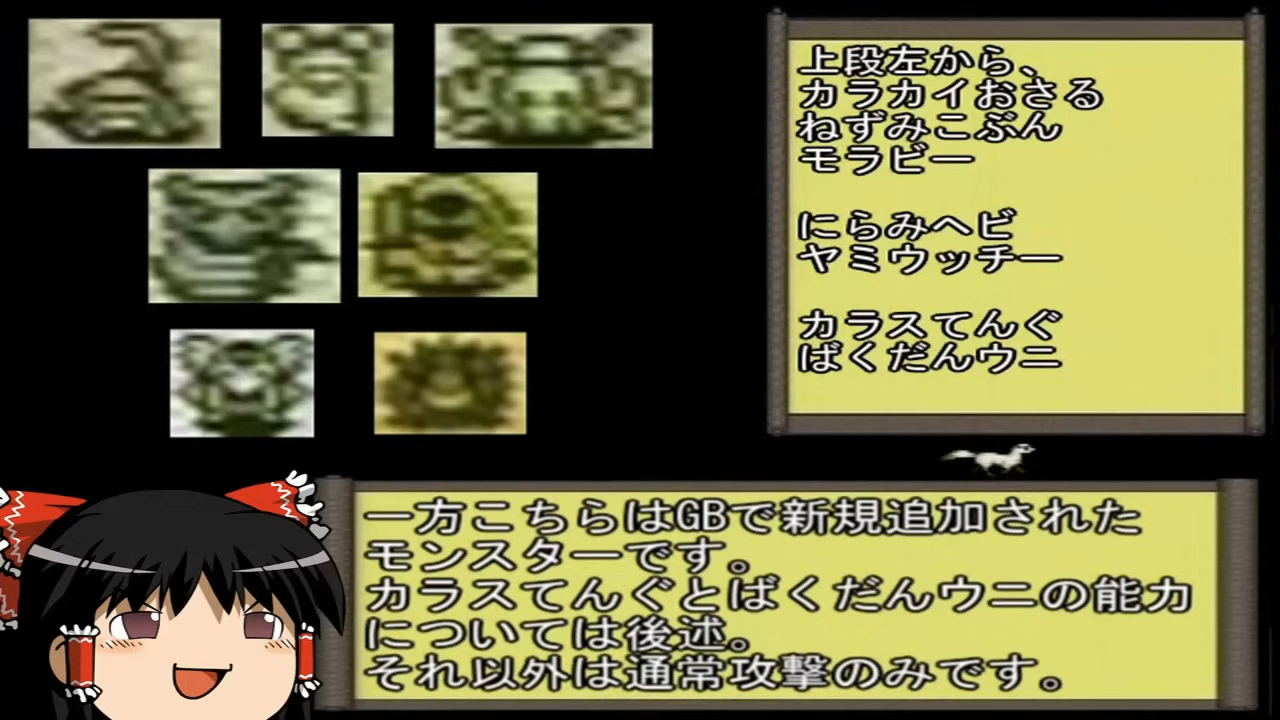 上段左から、
カラカイおさる
ねずみこぶん
モラビー
にらみヘビ
ヤミウッチー
カラスてんぐ
ばくだんウニ
一方こちらはGBで新規追加された
モンスターです。
カラスてんぐとばくだんウニの能力
については後述。
それ以外は通常攻撃のみです。